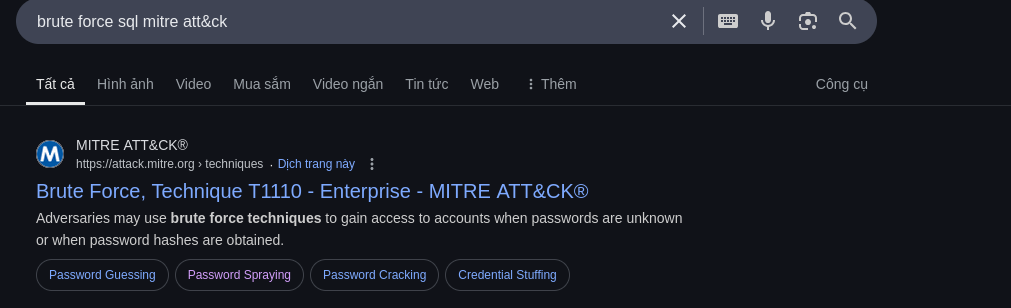 brute force sql mitre att&ck
Tất cả Hình ảnh Video Mua sắm Video ngắn Tin tức Web Thêm Công cụ
MITRE ATT&CK®
https://attack.mitre.org › techniques · Dịch trang này
Brute Force, Technique T1110 - Enterprise - MITRE ATT&CK®
Adversaries may use brute force techniques to gain access to accounts when passwords are unknown
or when password hashes are obtained.
Password Guessing Password Spraying Password Cracking Credential Stuffing